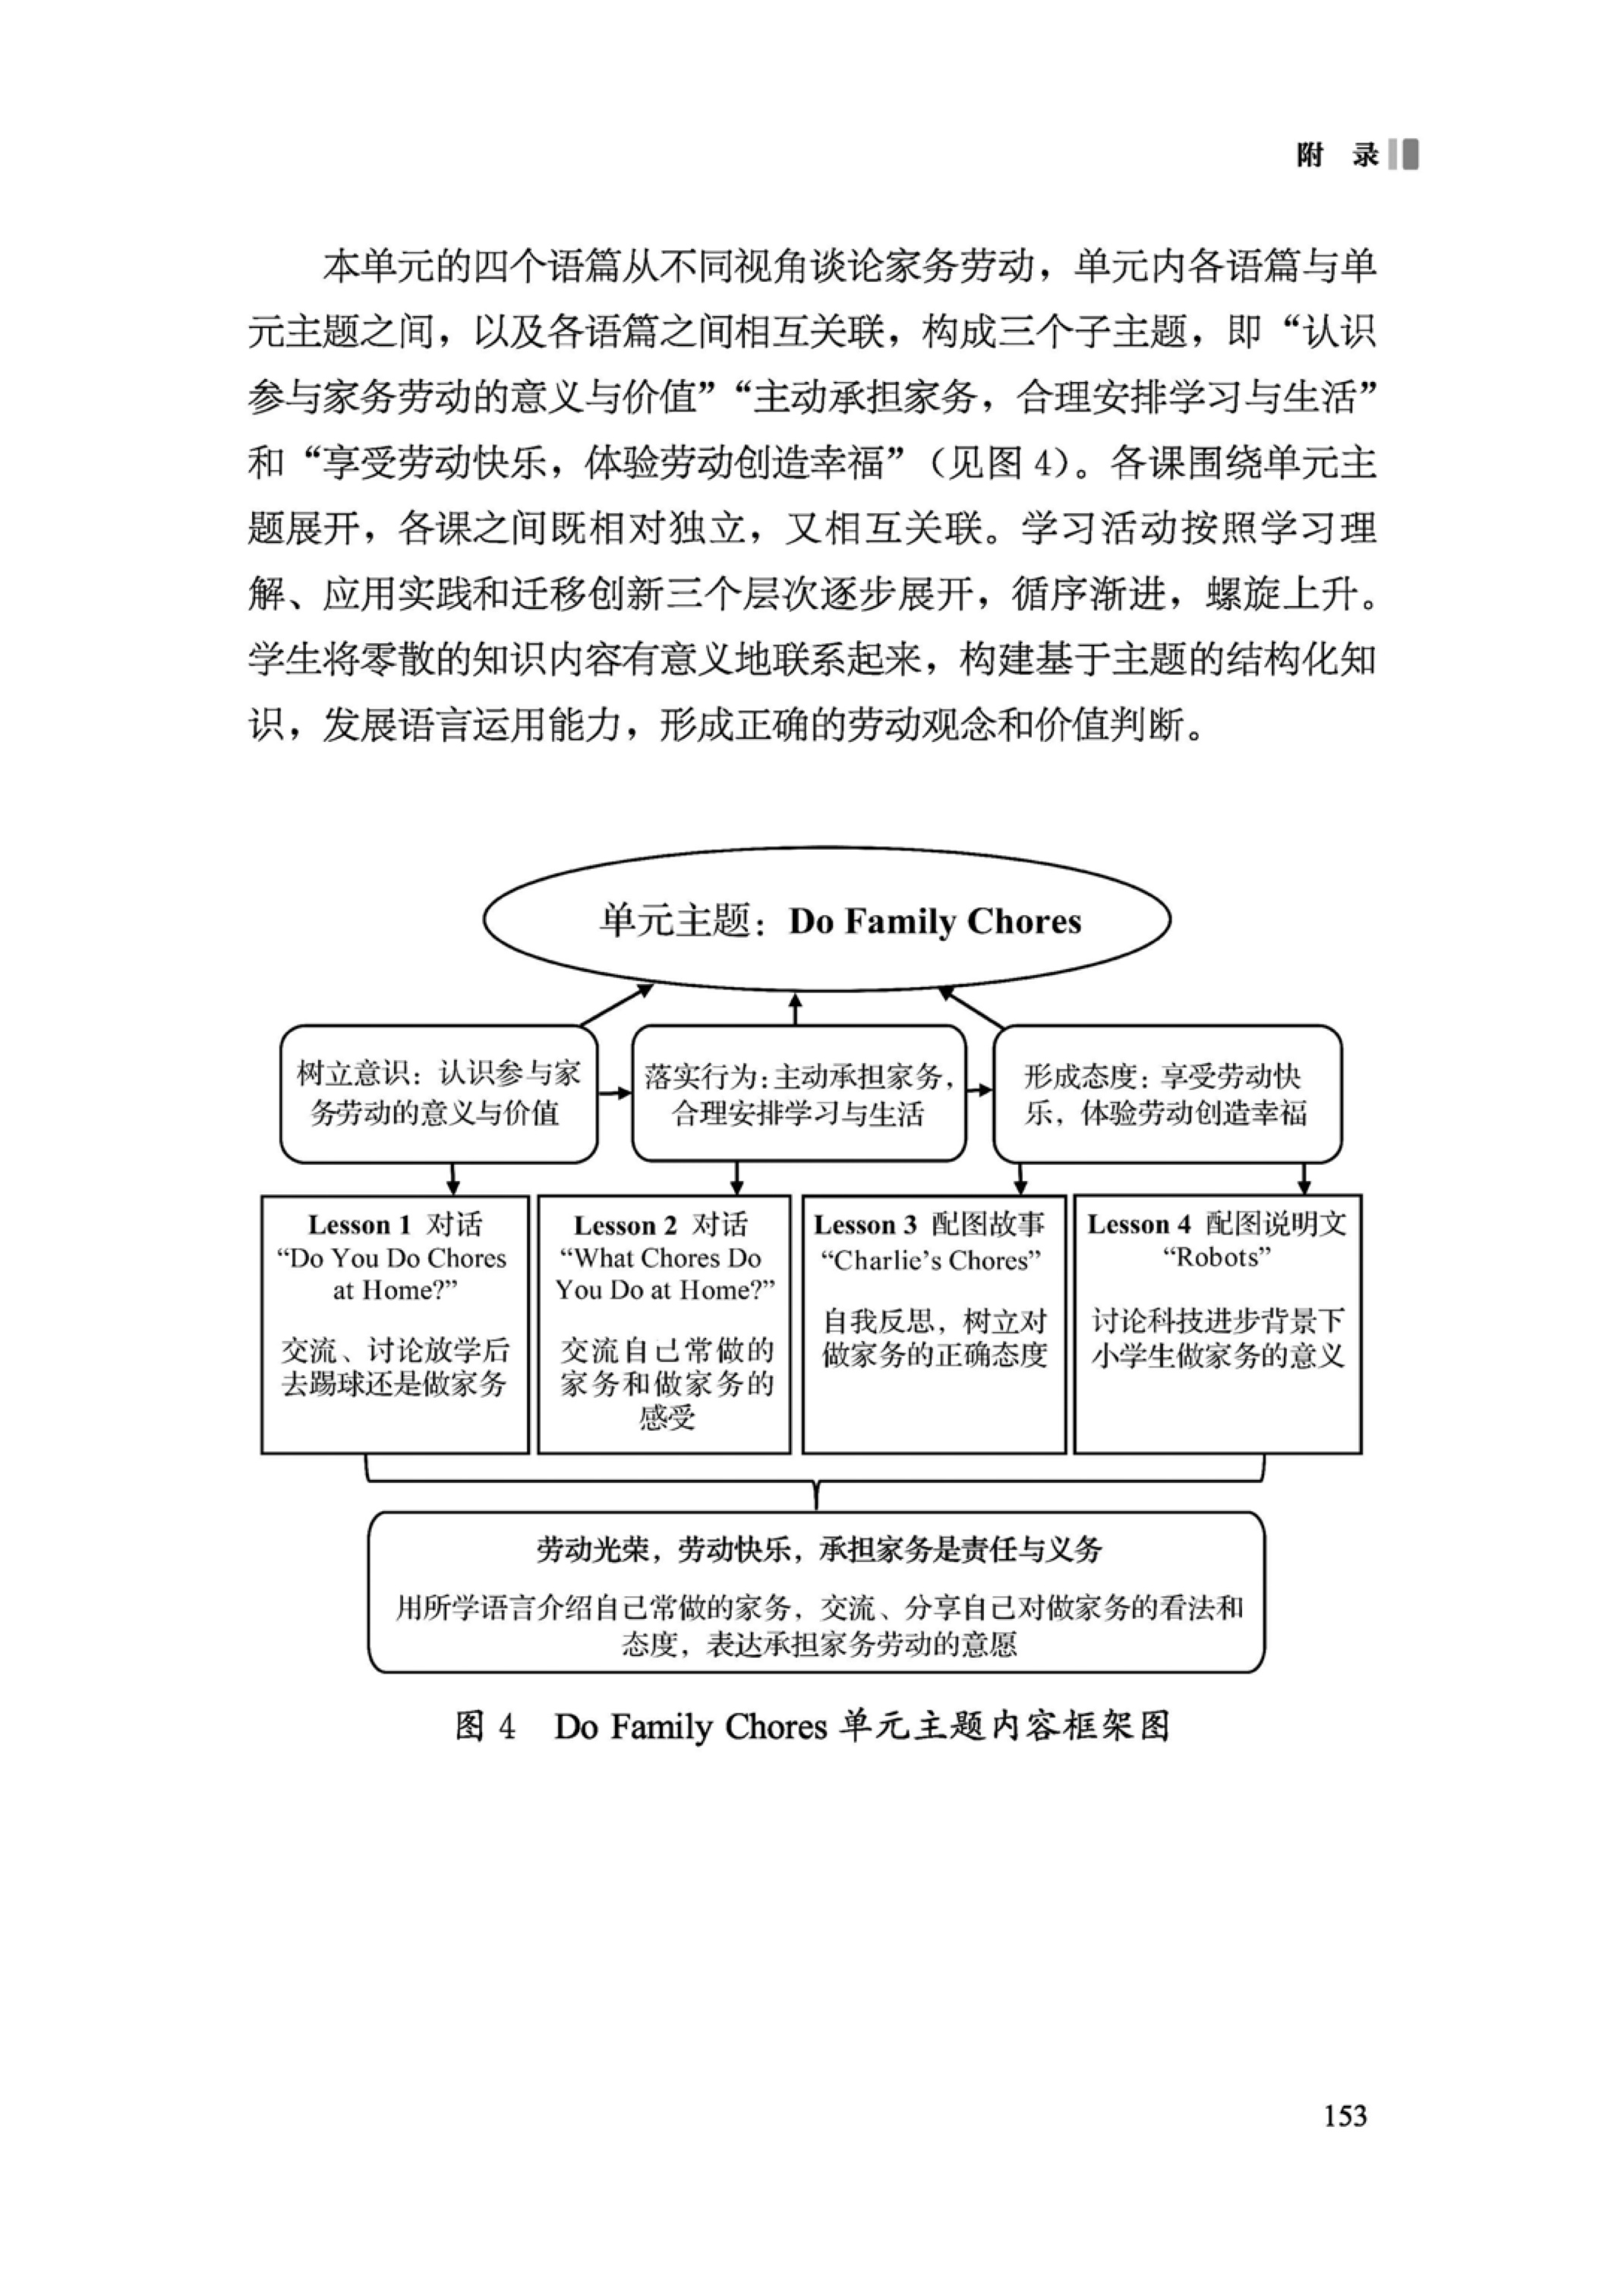 附 录
本单元的四个语篇从不同视角谈论家务劳动，单元内各语篇与单
元主题之间，以及各语篇之间相互关联，构成三个子主题，即“认识
参与家务劳动的意义与价值”“主动承担家务，合理安排学习与生活”
和“享受劳动快乐，体验劳动创造幸福”（见图 4）。各课围绕单元主
题展开，各课之间既相对独立，又相互关联。学习活动按照学习理
解、应用实践和迁移创新三个层次逐步展开，循序渐进，螺旋上升。
学生将零散的知识内容有意义地联系起来，构建基于主题的结构化知
识，发展语言运用能力，形成正确的劳动观念和价值判断。
单元主题：Do Family Chores
树立意识：认识参与家
务劳动的意义与价值
落实行为：主动承担家务，
合理安排学习与生活
形成态度：享受劳动快
乐，体验劳动创造幸福
Lesson 1 对话
“Do You Do Chores
at Home?”
交流、讨论放学后
去踢球还是做家务
Lesson 2 对话
“What Chores Do
You Do at Home?”
交流自己常做的
家务和做家务的
感受
Lesson 3 配图故事
“Charlie’s Chores”
自我反思，树立对
做家务的正确态度
Lesson 4 配图说明文
“Robots”
讨论科技进步背景下
小学生做家务的意义
劳动光荣，劳动快乐，承担家务是责任与义务
用所学语言介绍自己常做的家务，交流、分享自己对做家务的看法和
态度，表达承担家务劳动的意愿
图 4 Do Family Chores 单元主题内容框架图
153